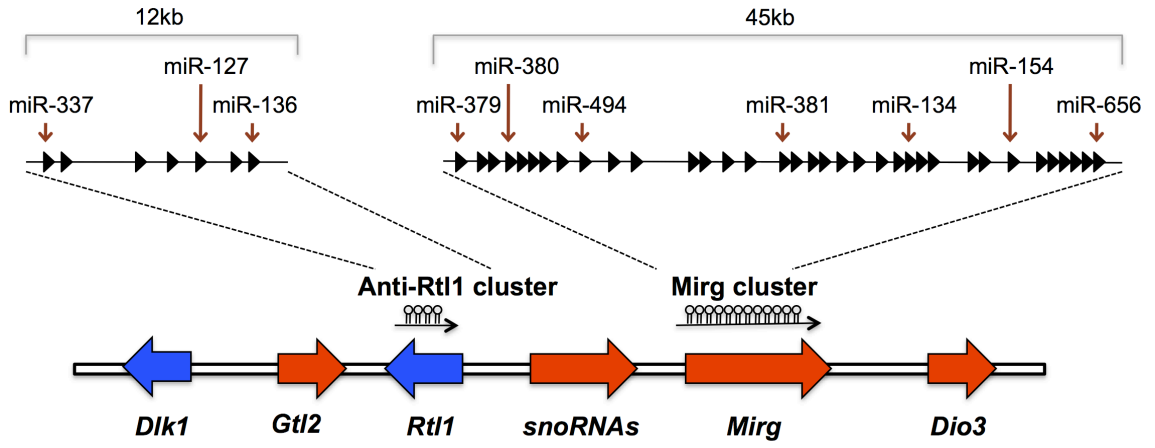 12kb 45kb
miR-127 miR-380 miR-154
miR-337 miR-136 miR-379 miR-494 miR-381 miR-134 miR-656
Anti-Rtl1 cluster Mirg cluster
Dlk1 Gtl2 Rtl1 snoRNAs Mirg Dio3